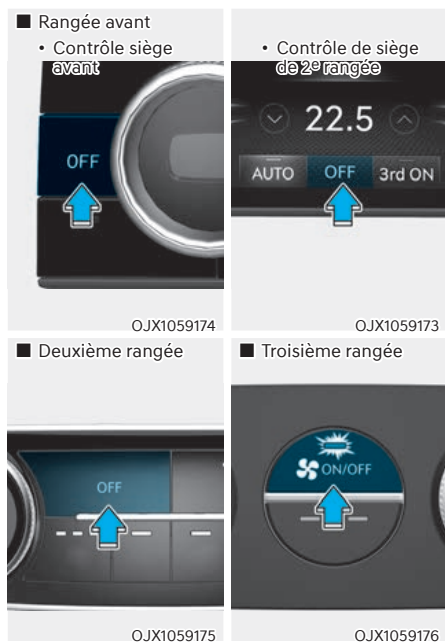 ■ Rangée avant
• Contrôle siège
avant
OFF
OJX1059174
• Contrôle de siège
de 2e rangée
22.5
AUTO OFF 3rd ON
OJX1059173
■ Deuxième rangée
OFF
OJX1059175
■ Troisième rangée
ON/OFF
OJX1059176